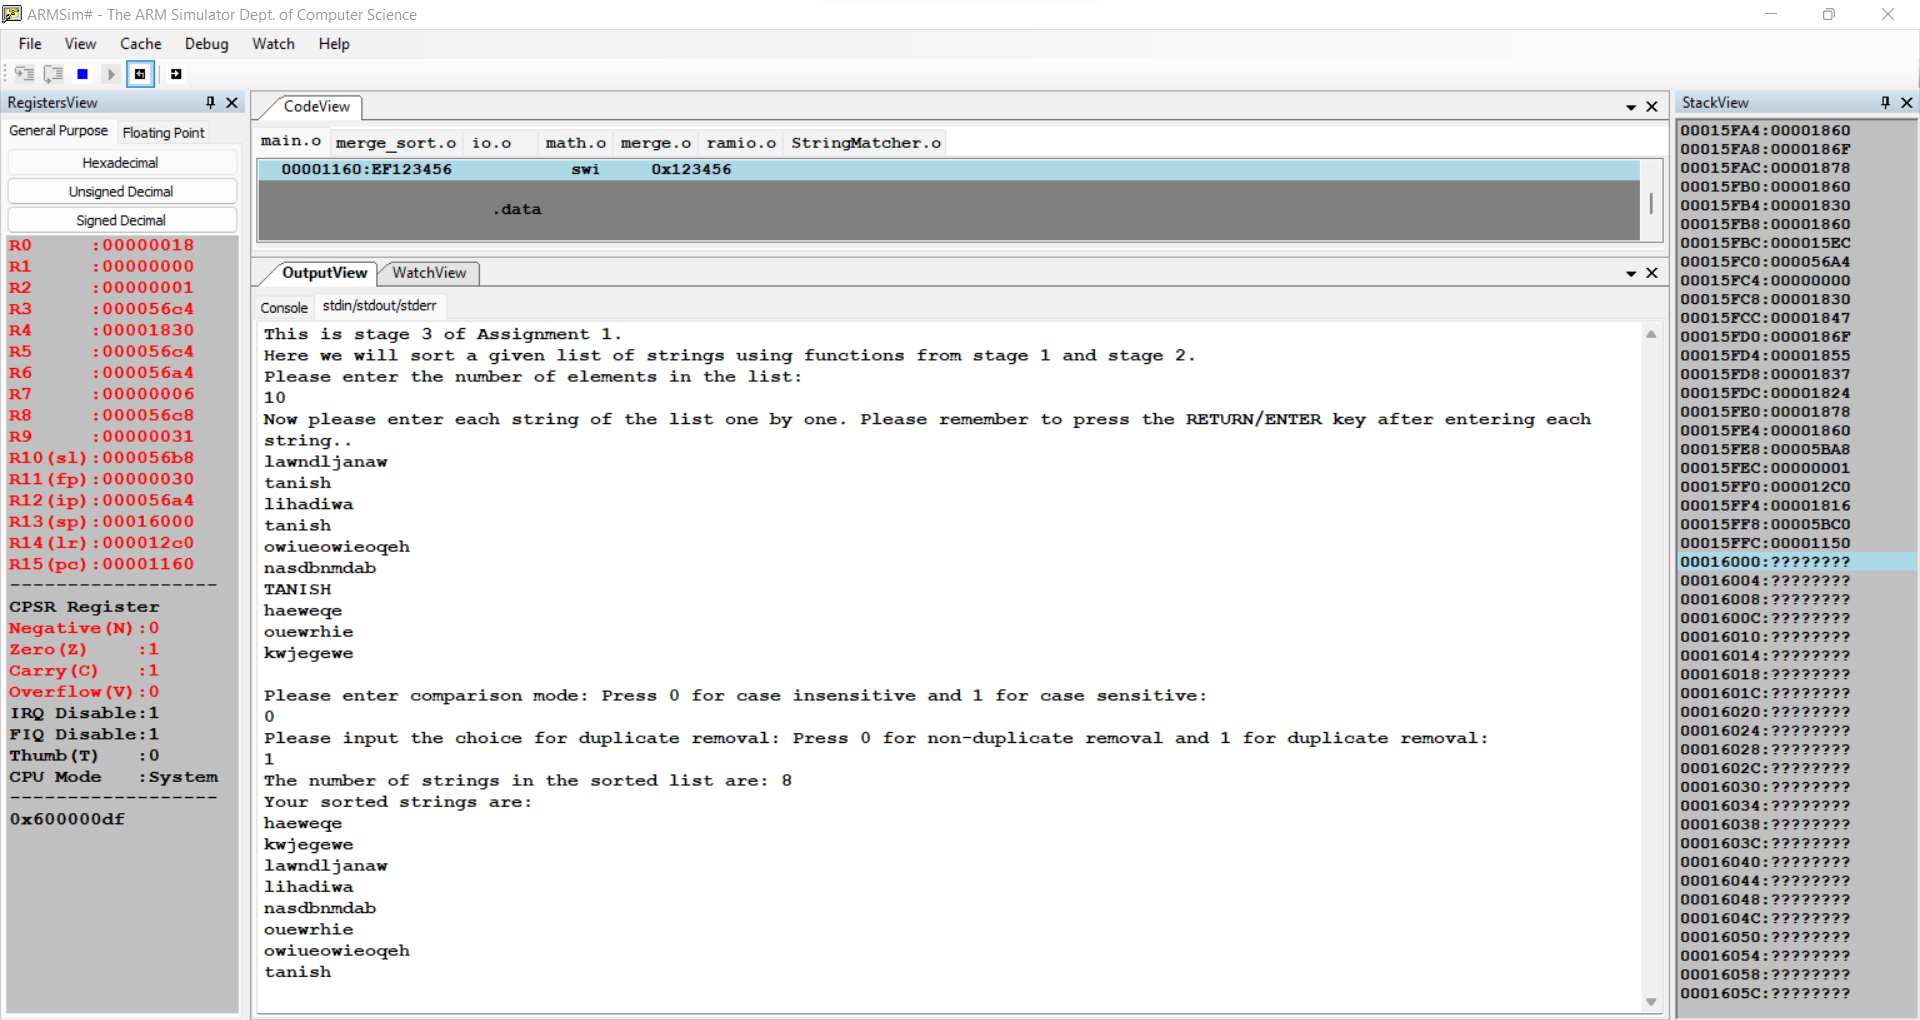 ARMSim# - The ARM Simulator Dept. of Computer Science
File View Cache Debug Watch Help
RegistersView
General Purpose Floating Point
Hexadecimal
Unsigned Decimal
Signed Decimal
R0 :00000018
R1 :00000000
R2 :00000001
R3 :000056c4
R4 :00001830
R5 :000056c4
R6 :000056a4
R7 :00000006
R8 :000056c8
R9 :00000031
R10(sl):000056b8
R11(fp):00000030
R12(ip):000056a4
R13(sp):00016000
R14(lr):000012c0
R15(pc):00001160
-------------------
CPSR Register
Negative(N):0
Zero(Z) :1
Carry(C) :1
Overflow(V):0
IRQ Disable:1
FIQ Disable:1
Thumb(T) :0
CPU Mode :System
-------------------
0x600000df
CodeView
main.o merge_sort.o io.o math.o merge.o ramio.o StringMatcher.o
00001160:EF123456 swi 0x123456
.data
OutputView WatchView
Console stdin/stdout/stderr
This is stage 3 of Assignment 1.
Here we will sort a given list of strings using functions from stage 1 and stage 2.
Please enter the number of elements in the list:
10
Now please enter each string of the list one by one. Please remember to press the RETURN/ENTER key after entering each
string..
lawndljanaw
tanish
lihadiwa
tanish
owiueowieoqeh
nasdbnmdab
TANISH
haeweqe
ouewrhie
kwjegewe
Please enter comparison mode: Press 0 for case insensitive and 1 for case sensitive:
0
Please input the choice for duplicate removal: Press 0 for non-duplicate removal and 1 for duplicate removal:
1
The number of strings in the sorted list are: 8
Your sorted strings are:
haeweqe
kwjegewe
lawndljanaw
lihadiwa
nasdbnmdab
ouewrhie
owiueowieoqeh
tanish
StackView
00015FA4:00001860
00015FA8:0000186F
00015FAC:00001878
00015FB0:00001860
00015FB4:00001830
00015FB8:00001860
00015FBC:000015EC
00015FC0:000056A4
00015FC4:00000000
00015FC8:00001830
00015FCC:00001847
00015FD0:0000186F
00015FD4:00001855
00015FD8:00001837
00015FDC:00001824
00015FE0:00001878
00015FE4:00001860
00015FE8:00005BA8
00015FEC:00000001
00015FF0:000012C0
00015FF4:00001816
00015FF8:00005BC0
00015FFC:00001150
00016000:????????
00016004:????????
00016008:????????
0001600C:????????
00016010:????????
00016014:????????
00016018:????????
0001601C:????????
00016020:????????
00016024:????????
00016028:????????
0001602C:????????
00016030:????????
00016034:????????
00016038:????????
0001603C:????????
00016040:????????
00016044:????????
00016048:????????
0001604C:????????
00016050:????????
00016054:????????
00016058:????????
0001605C:????????